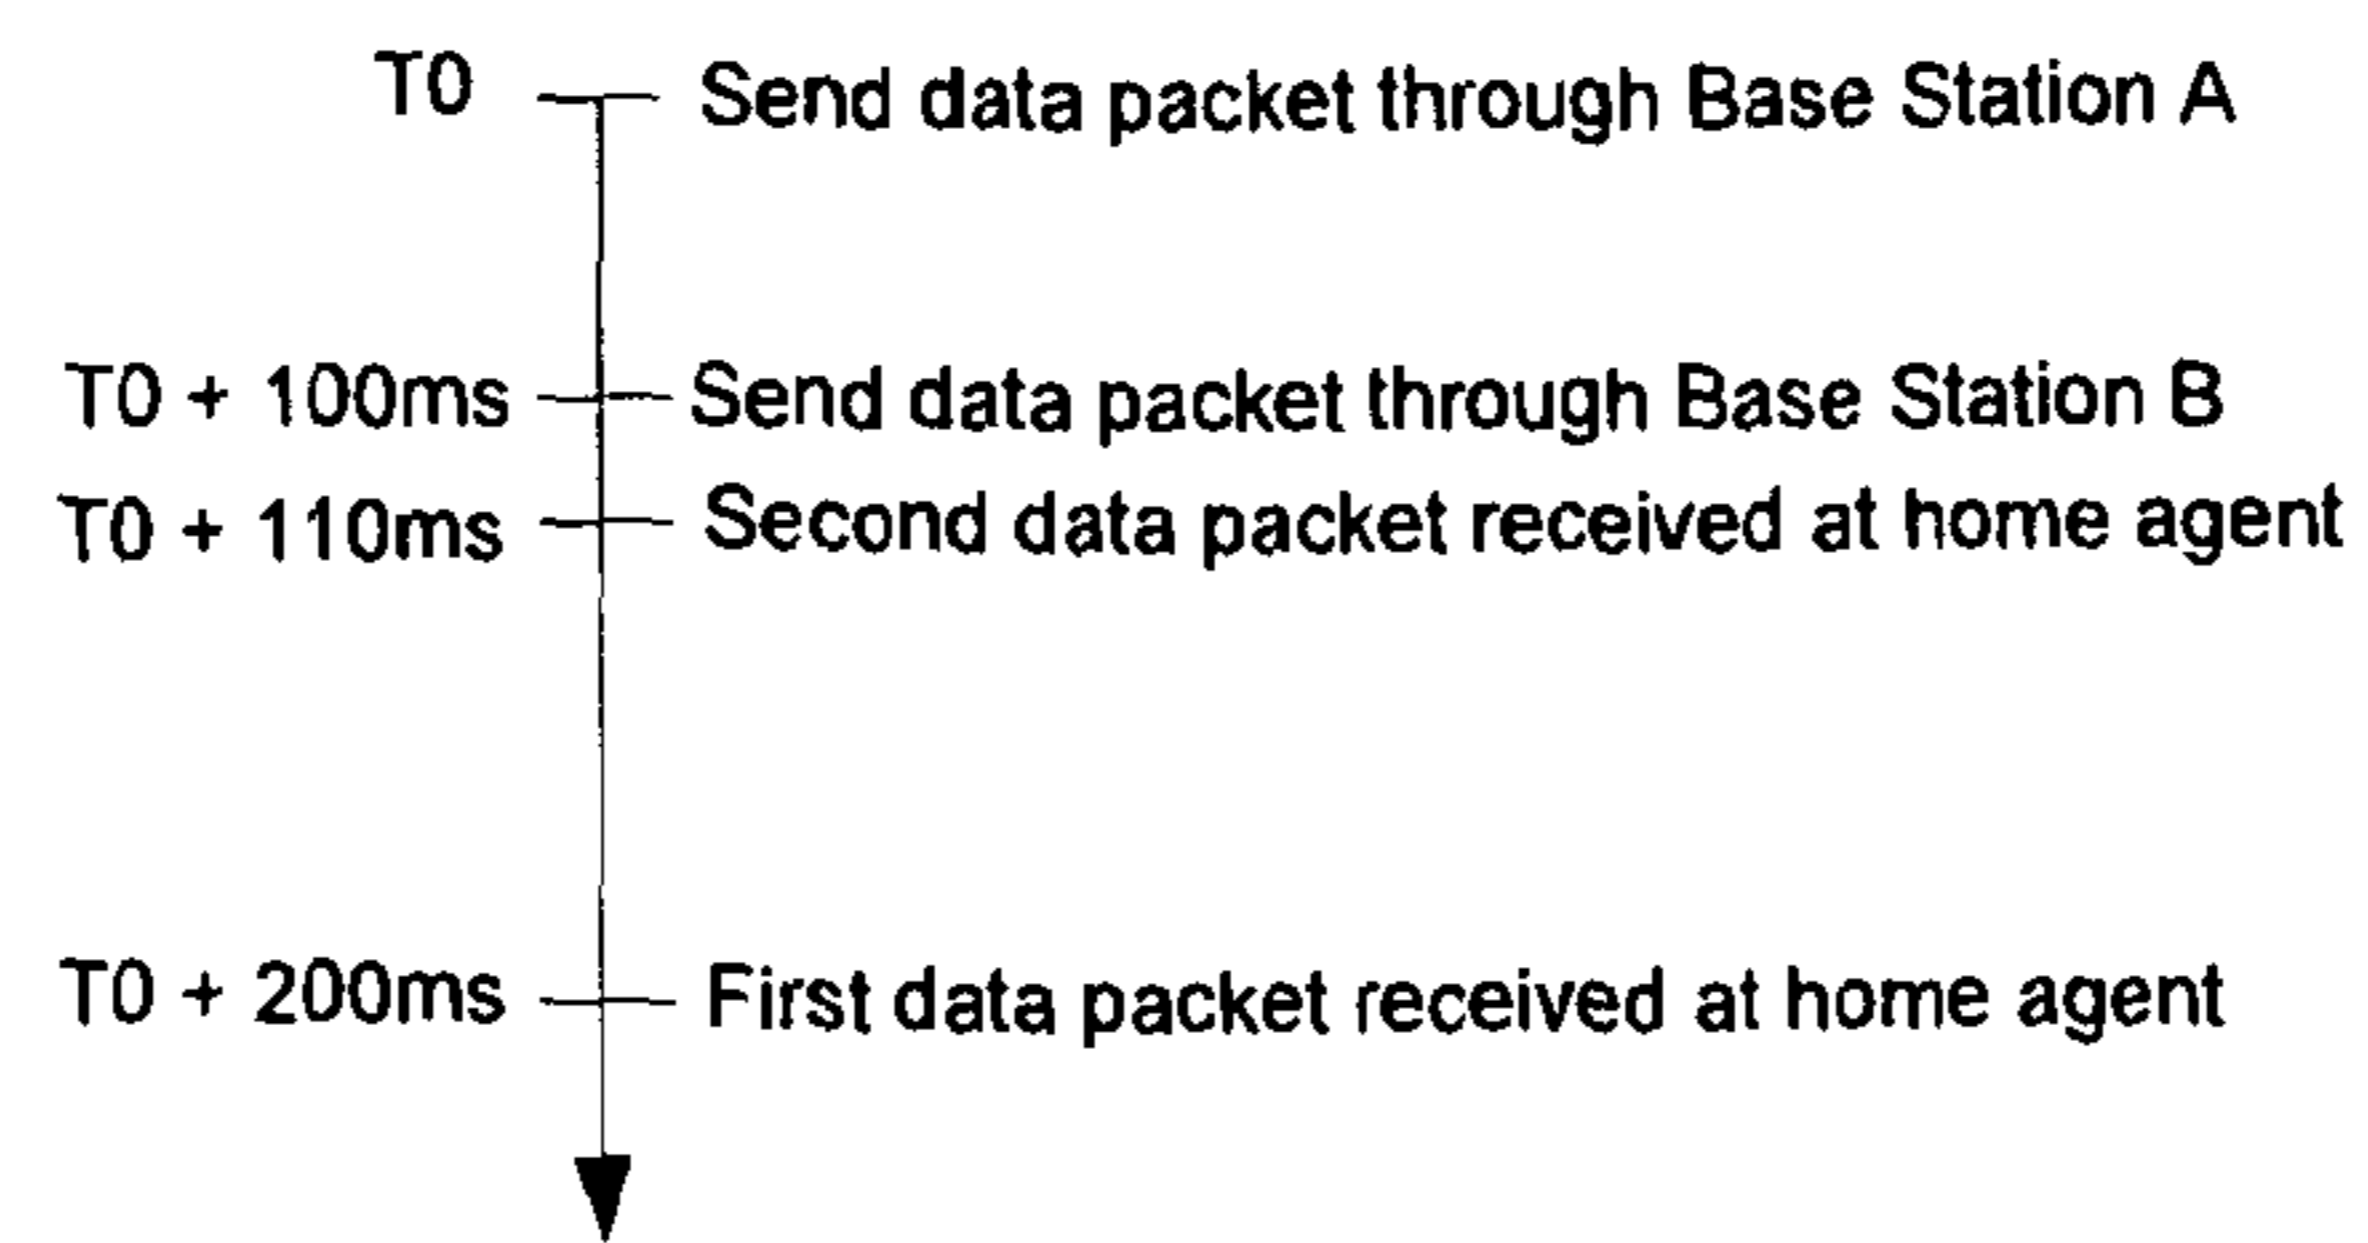 T0 Send data packet through Base Station A
T0 + 100ms Send data packet through Base Station B
T0 + 110ms Second data packet received at home agent
T0 + 200ms First data packet received at home agent